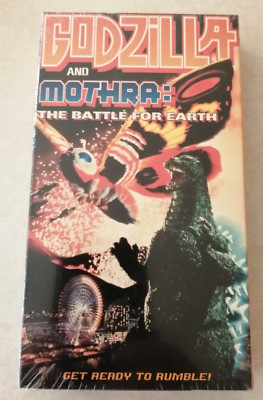 GODZILLA
AND
MOTHRA:
THE BATTLE FOR EARTH
GET READY TO RUMBLE!